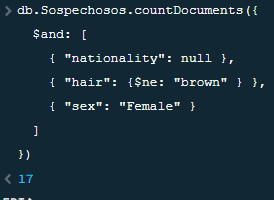 > db.Sospechosos.countDocuments({
$and: [
{ "nationality": null },
{ "hair": {$ne: "brown" } },
{ "sex": "Female" }
]
})
< 17